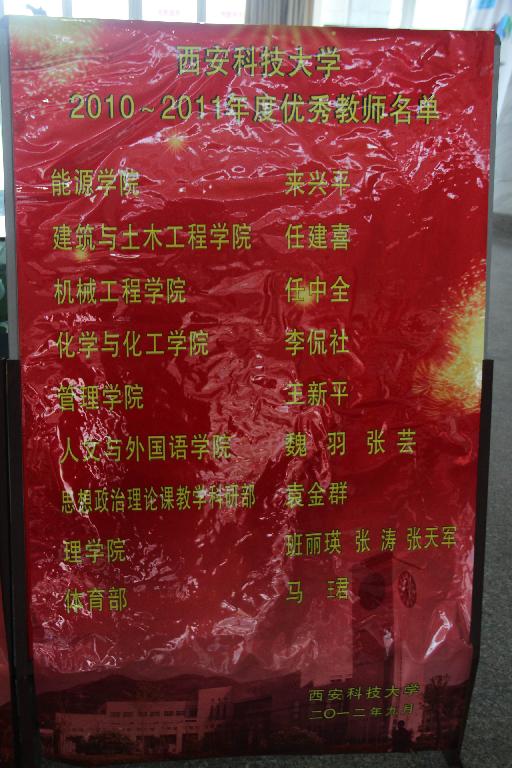 西安科技大学
2010～2011年度优秀教师名单
能源学院 来兴平
建筑与土木工程学院 任建喜
机械工程学院 任中全
化学与化工学院 李侃社
管理学院 王新平
人文与外国语学院 魏 羽 张 芸
思想政治理论课教学科研部 袁金群
理学院 班丽瑛 张 涛 张天军
体育部 马 珺
西安科技大学
二〇一二年九月